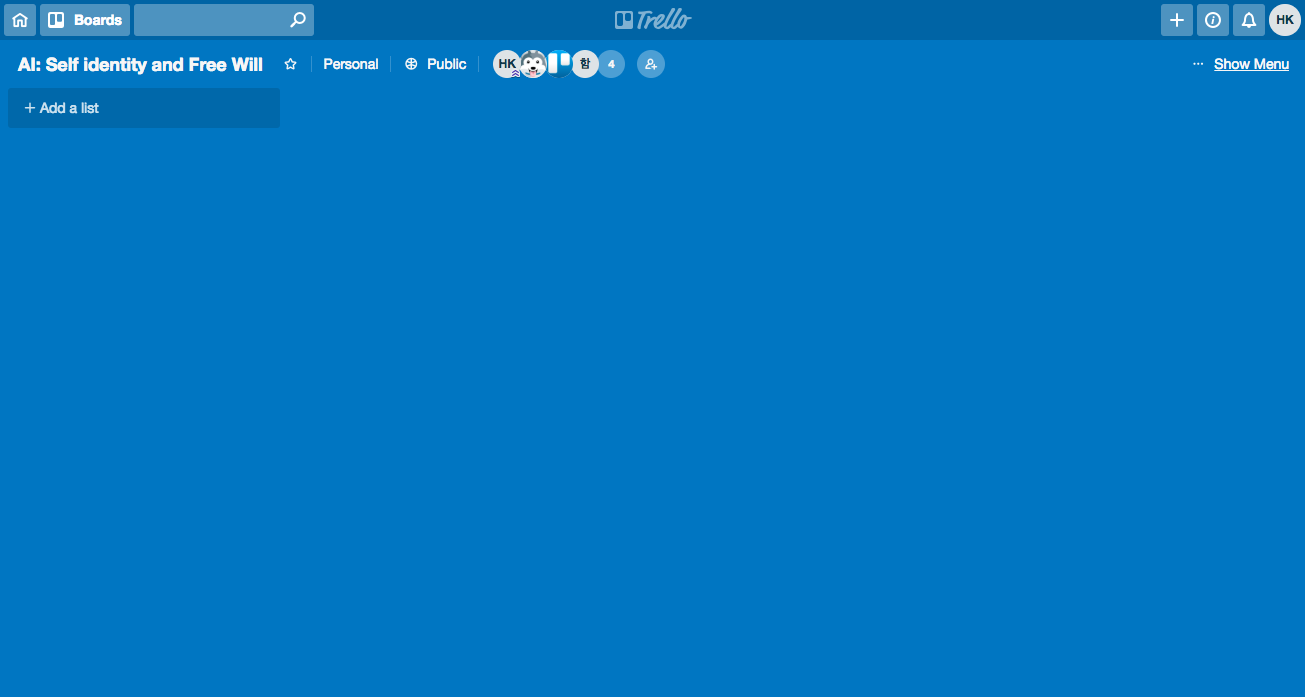 Boards
Trello
HK
AI: Self identity and Free Will
Personal
Public
HK
함
4
Show Menu
+ Add a list